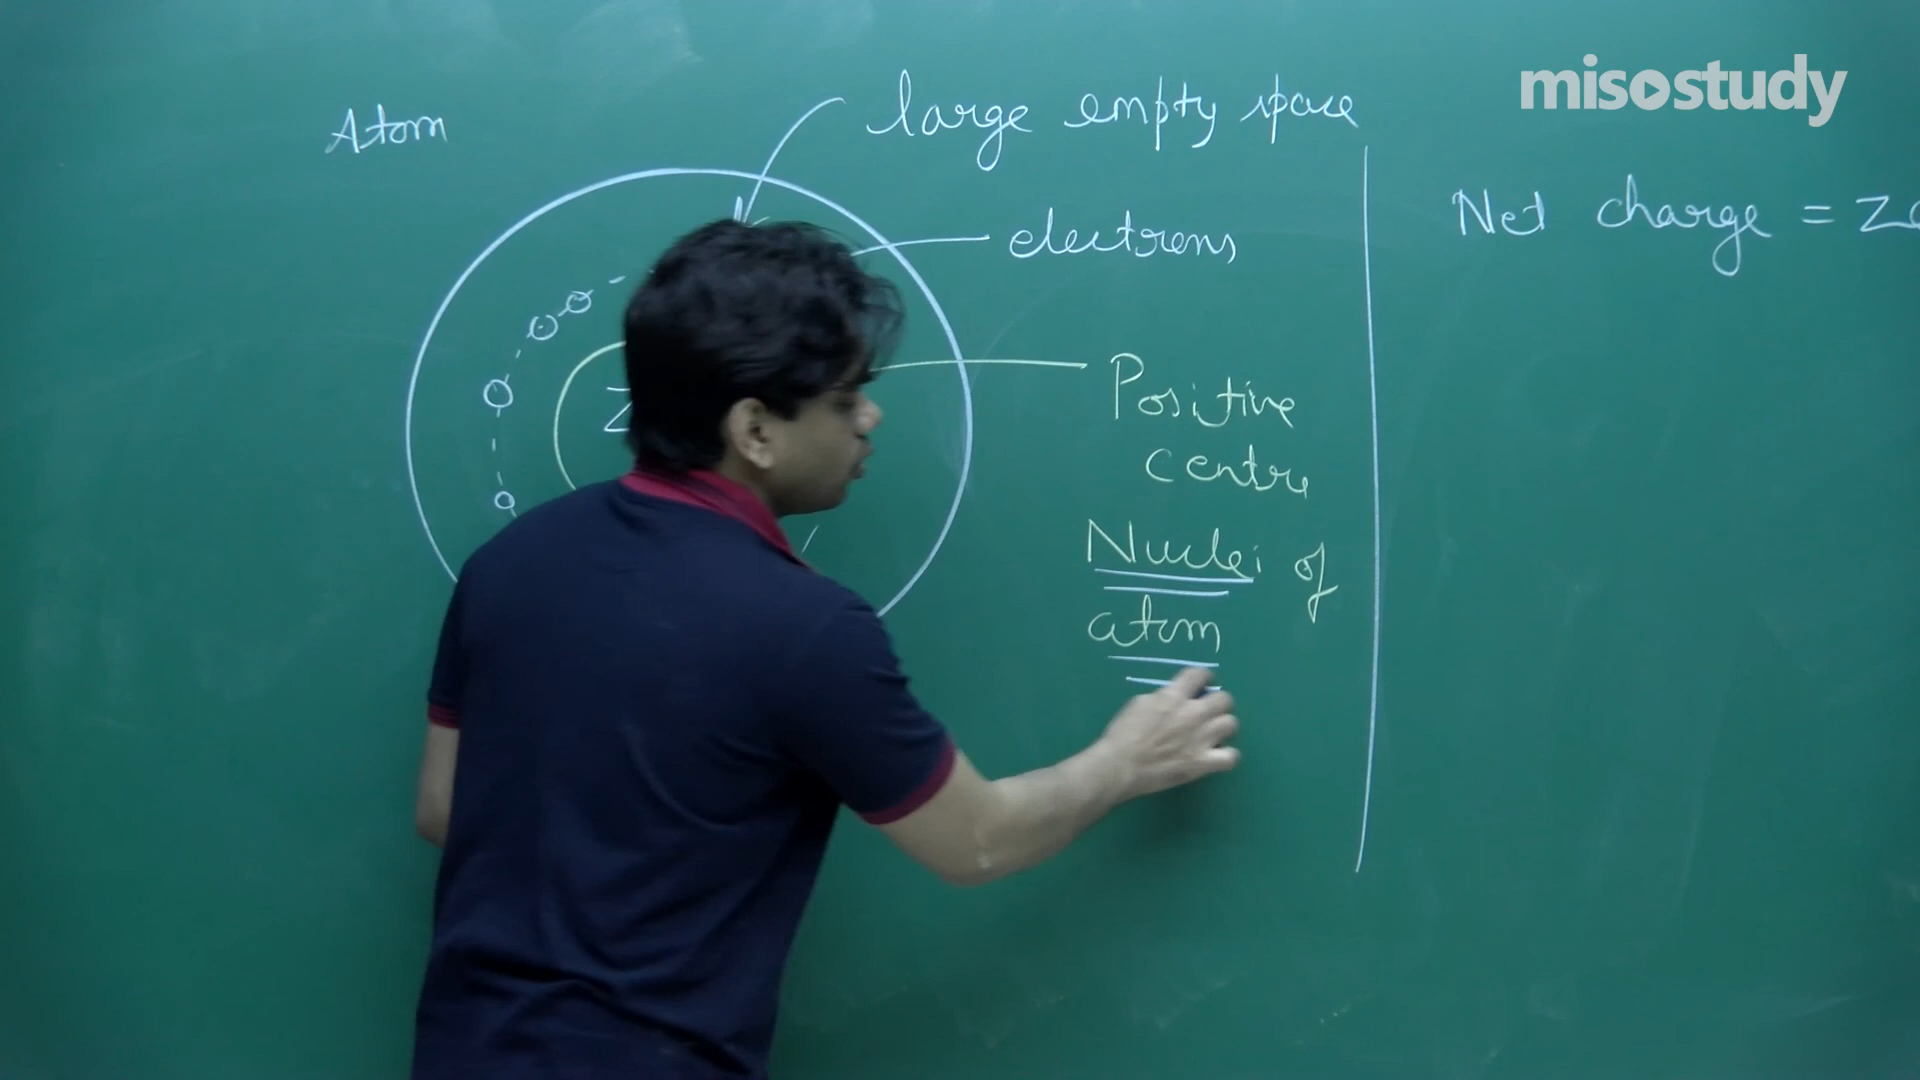 misostudy
Atom
large empty space
electrons
Positive
centre
Nuclei of
atom
Net charge =